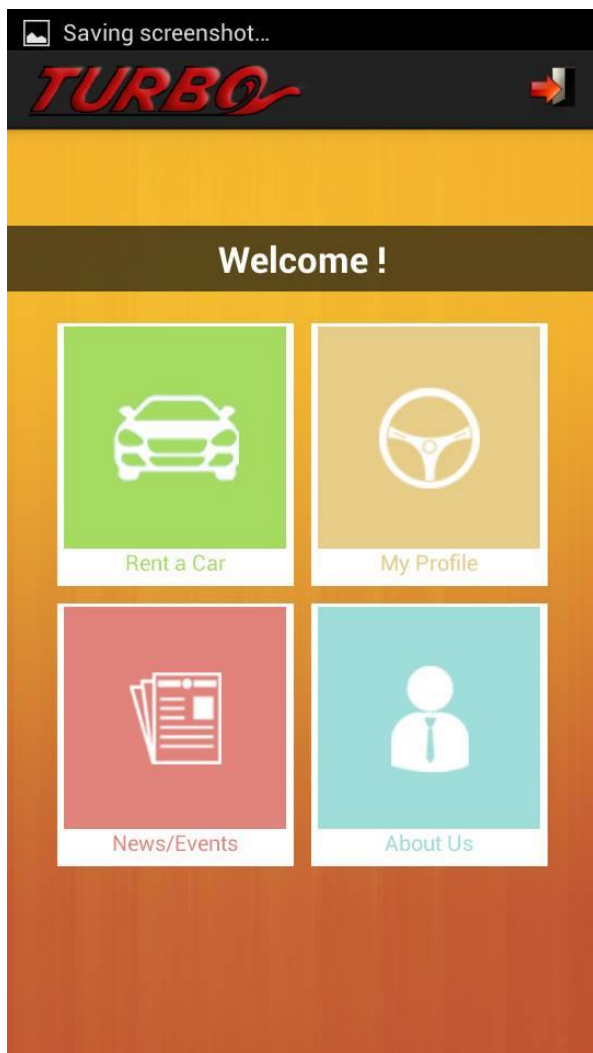 Saving screenshot...
TURBO
Welcome !
Rent a Car
My Profile
News/Events
About Us